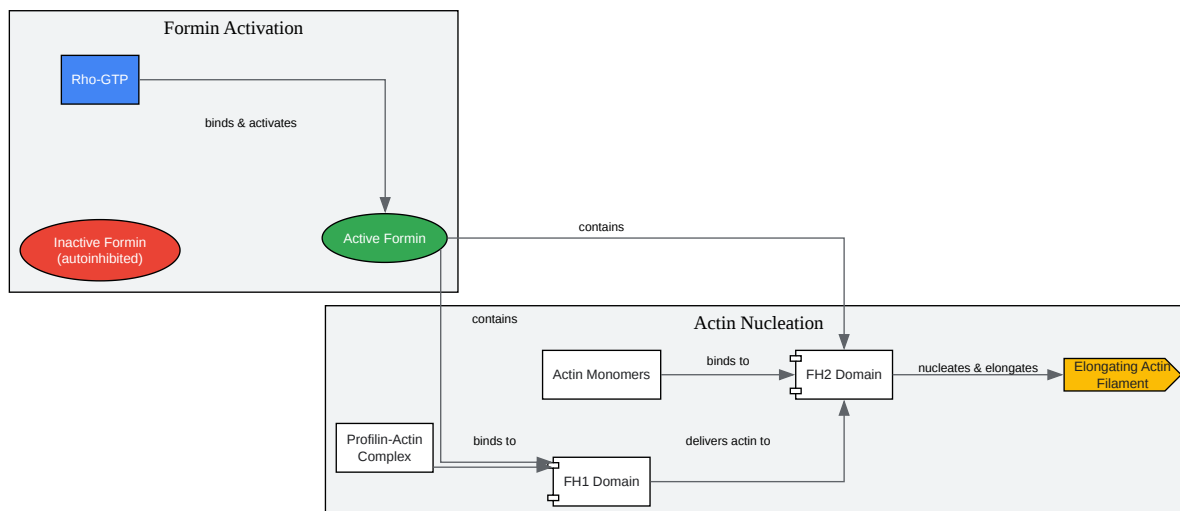 Formin Activation
Rho-GTP
binds & activates
Inactive Formin
(autoinhibited)
Active Formin
contains
contains
Actin Nucleation
Actin Monomers
binds to
FH2 Domain
nucleates & elongates
Elongating Actin
Filament
Profilin-Actin
Complex
binds to
delivers actin to
FH1 Domain